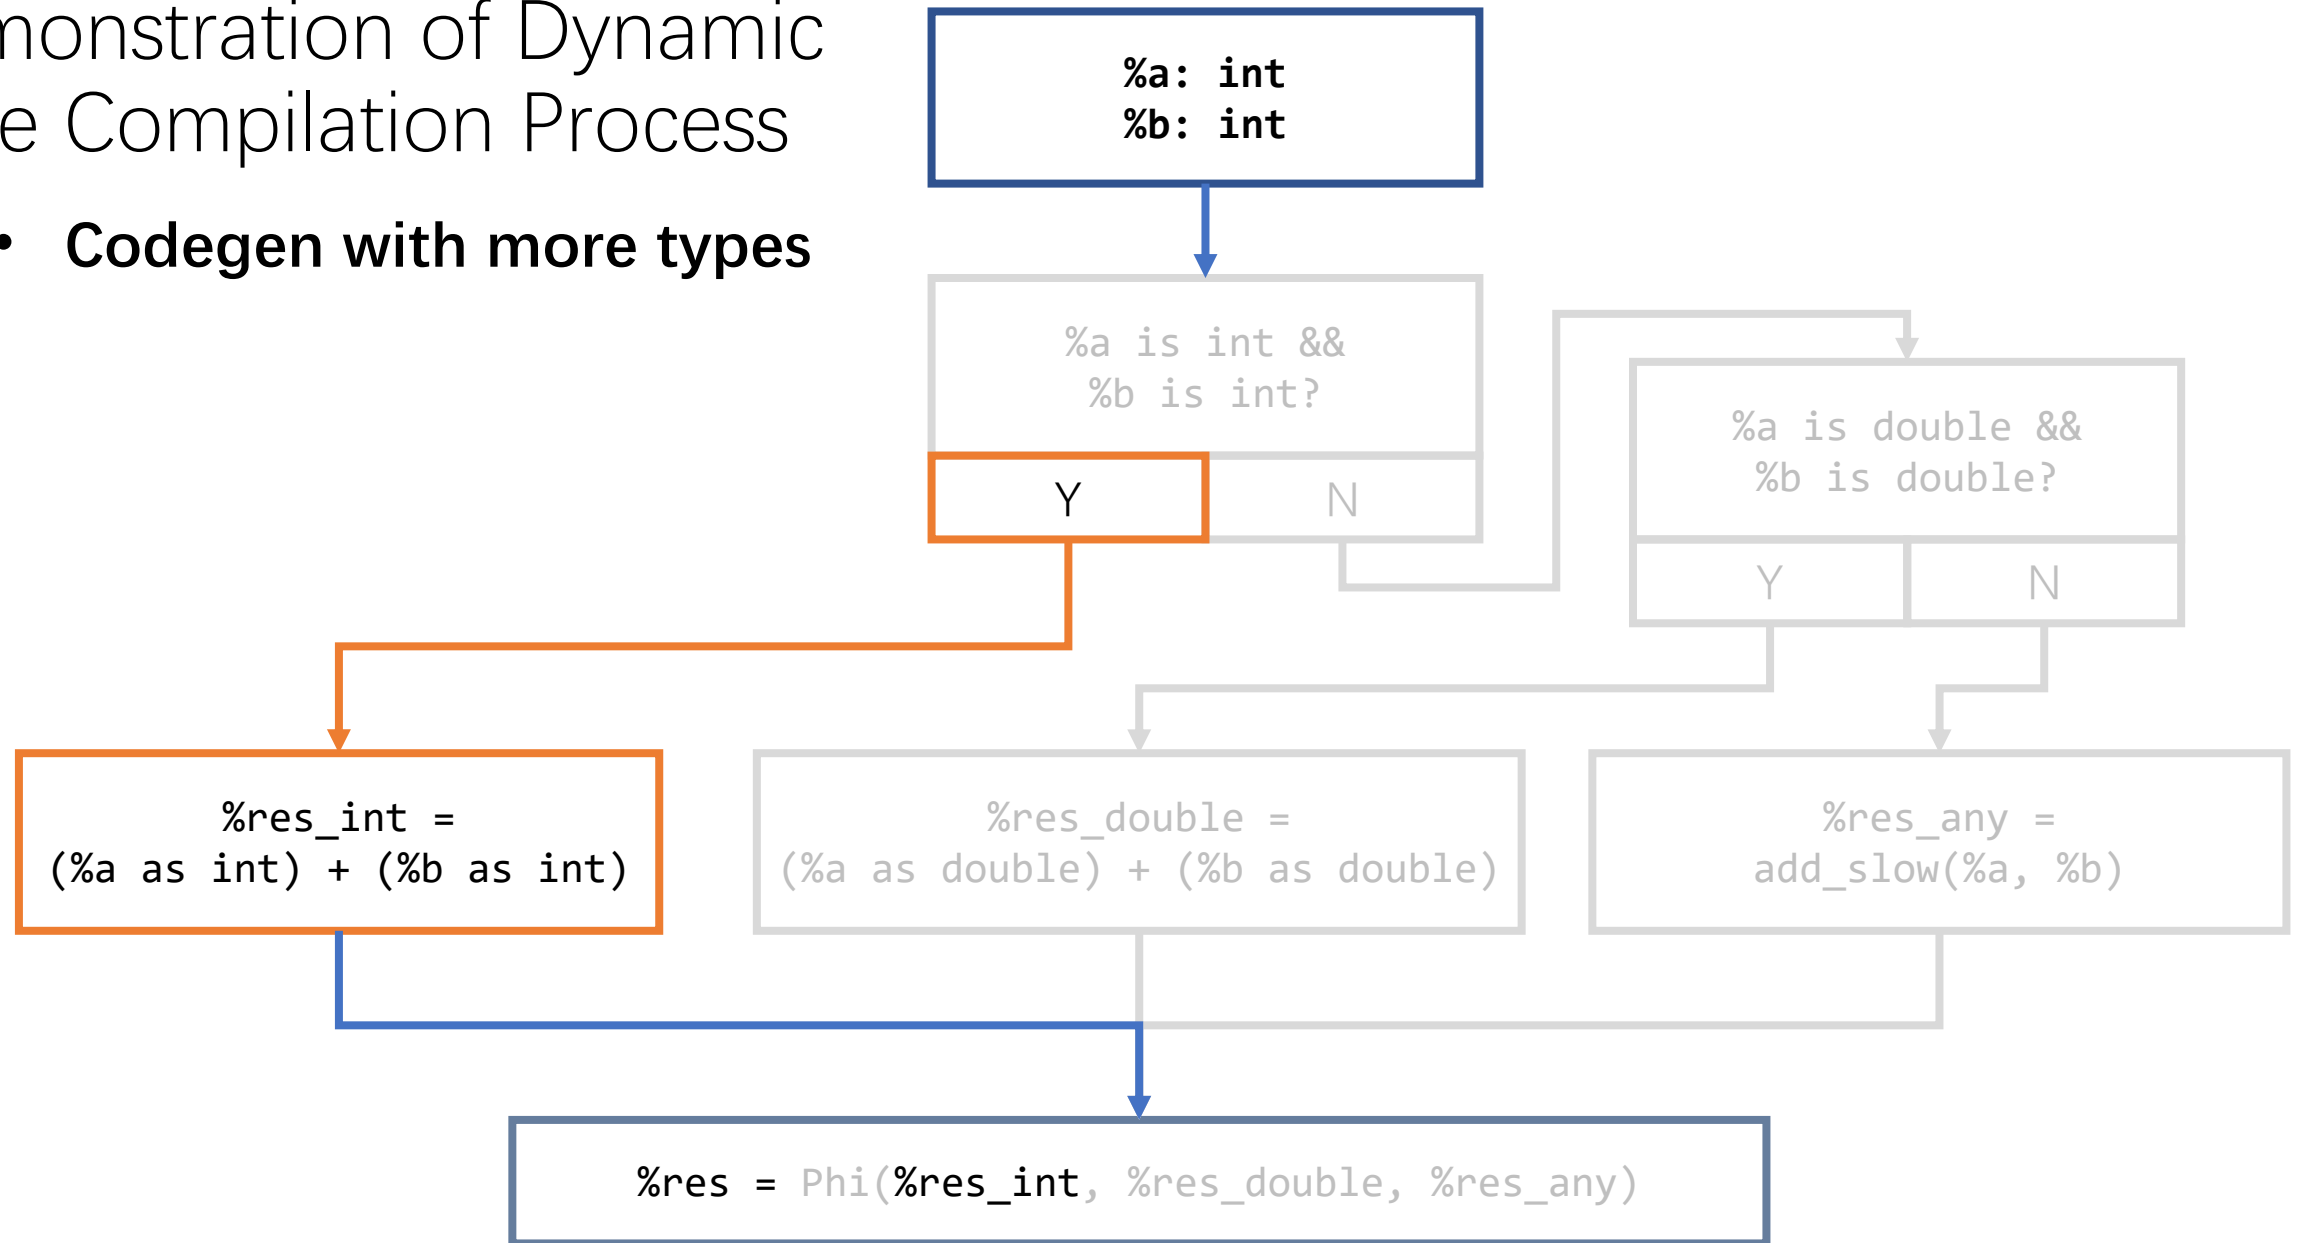 monstration of Dynamic
e Compilation Process
• Codegen with more types
%a: int
%b: int
%a is int &&
%b is int?
Y
N
%a is double &&
%b is double?
Y
N
%res_int =
(%a as int) + (%b as int)
%res_double =
(%a as double) + (%b as double)
%res_any =
add_slow(%a, %b)
%res = Phi(%res_int, %res_double, %res_any)